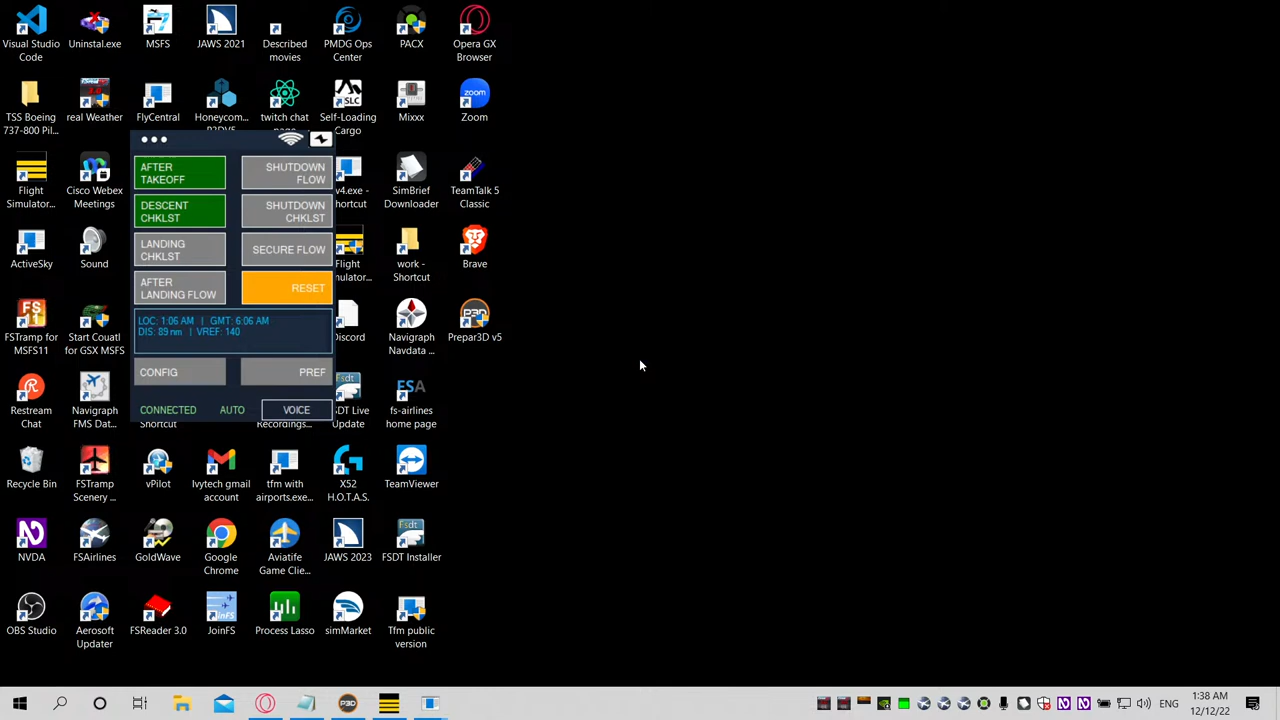 Visual Studio
Code
Uninstal.exe
MSFS
JAWS 2021
Described
movies
PMDG Ops
Center
PACX
Opera GX
Browser
TSS Boeing
737-800 Pil...
real Weather
FlyCentral
Honeycom...
twitch chat
Self-Loading
Cargo
Mixxx
Zoom
zoom
SLC
Flight
Simulator...
Cisco Webex
Meetings
SimBrief
Downloader
TeamTalk 5
Classic
ActiveSky
Sound
work -
Shortcut
Brave
FSTramp for
MSFS11
Start Couatl
for GSX MSFS
Navigraph
Navdata ...
P3D
Prepar3D v5
Restream
Chat
Navigraph
FMS Dat...
Shortcut
Recordings...
FSDT Live
Update
FSA
fs-airlines
home page
AFTER
TAKEOFF
SHUTDOWN
FLOW
DESCENT
CHKLST
SHUTDOWN
CHKLST
LANDING
CHKLST
SECURE FLOW
AFTER
LANDING FLOW
RESET
LOC: 1:06 AM | GMT: 6:06 AM
DIS: 89 nm | VREF: 140
CONFIG
PREF
CONNECTED
AUTO
VOICE
Recycle Bin
FSTramp
Scenery ...
vPilot
Ivytech gmail
account
tfm with
airports.exe...
X52
H.O.T.A.S.
TeamViewer
NVDA
FSAirlines
GoldWave
Google
Chrome
Aviatife
Game Clie...
JAWS 2023
FSDT Installer
OBS Studio
Aerosoft
Updater
FSReader 3.0
JoinFS
Process Lasso
simMarket
Tfm public
version
P3D
1:38 AM
12/12/22